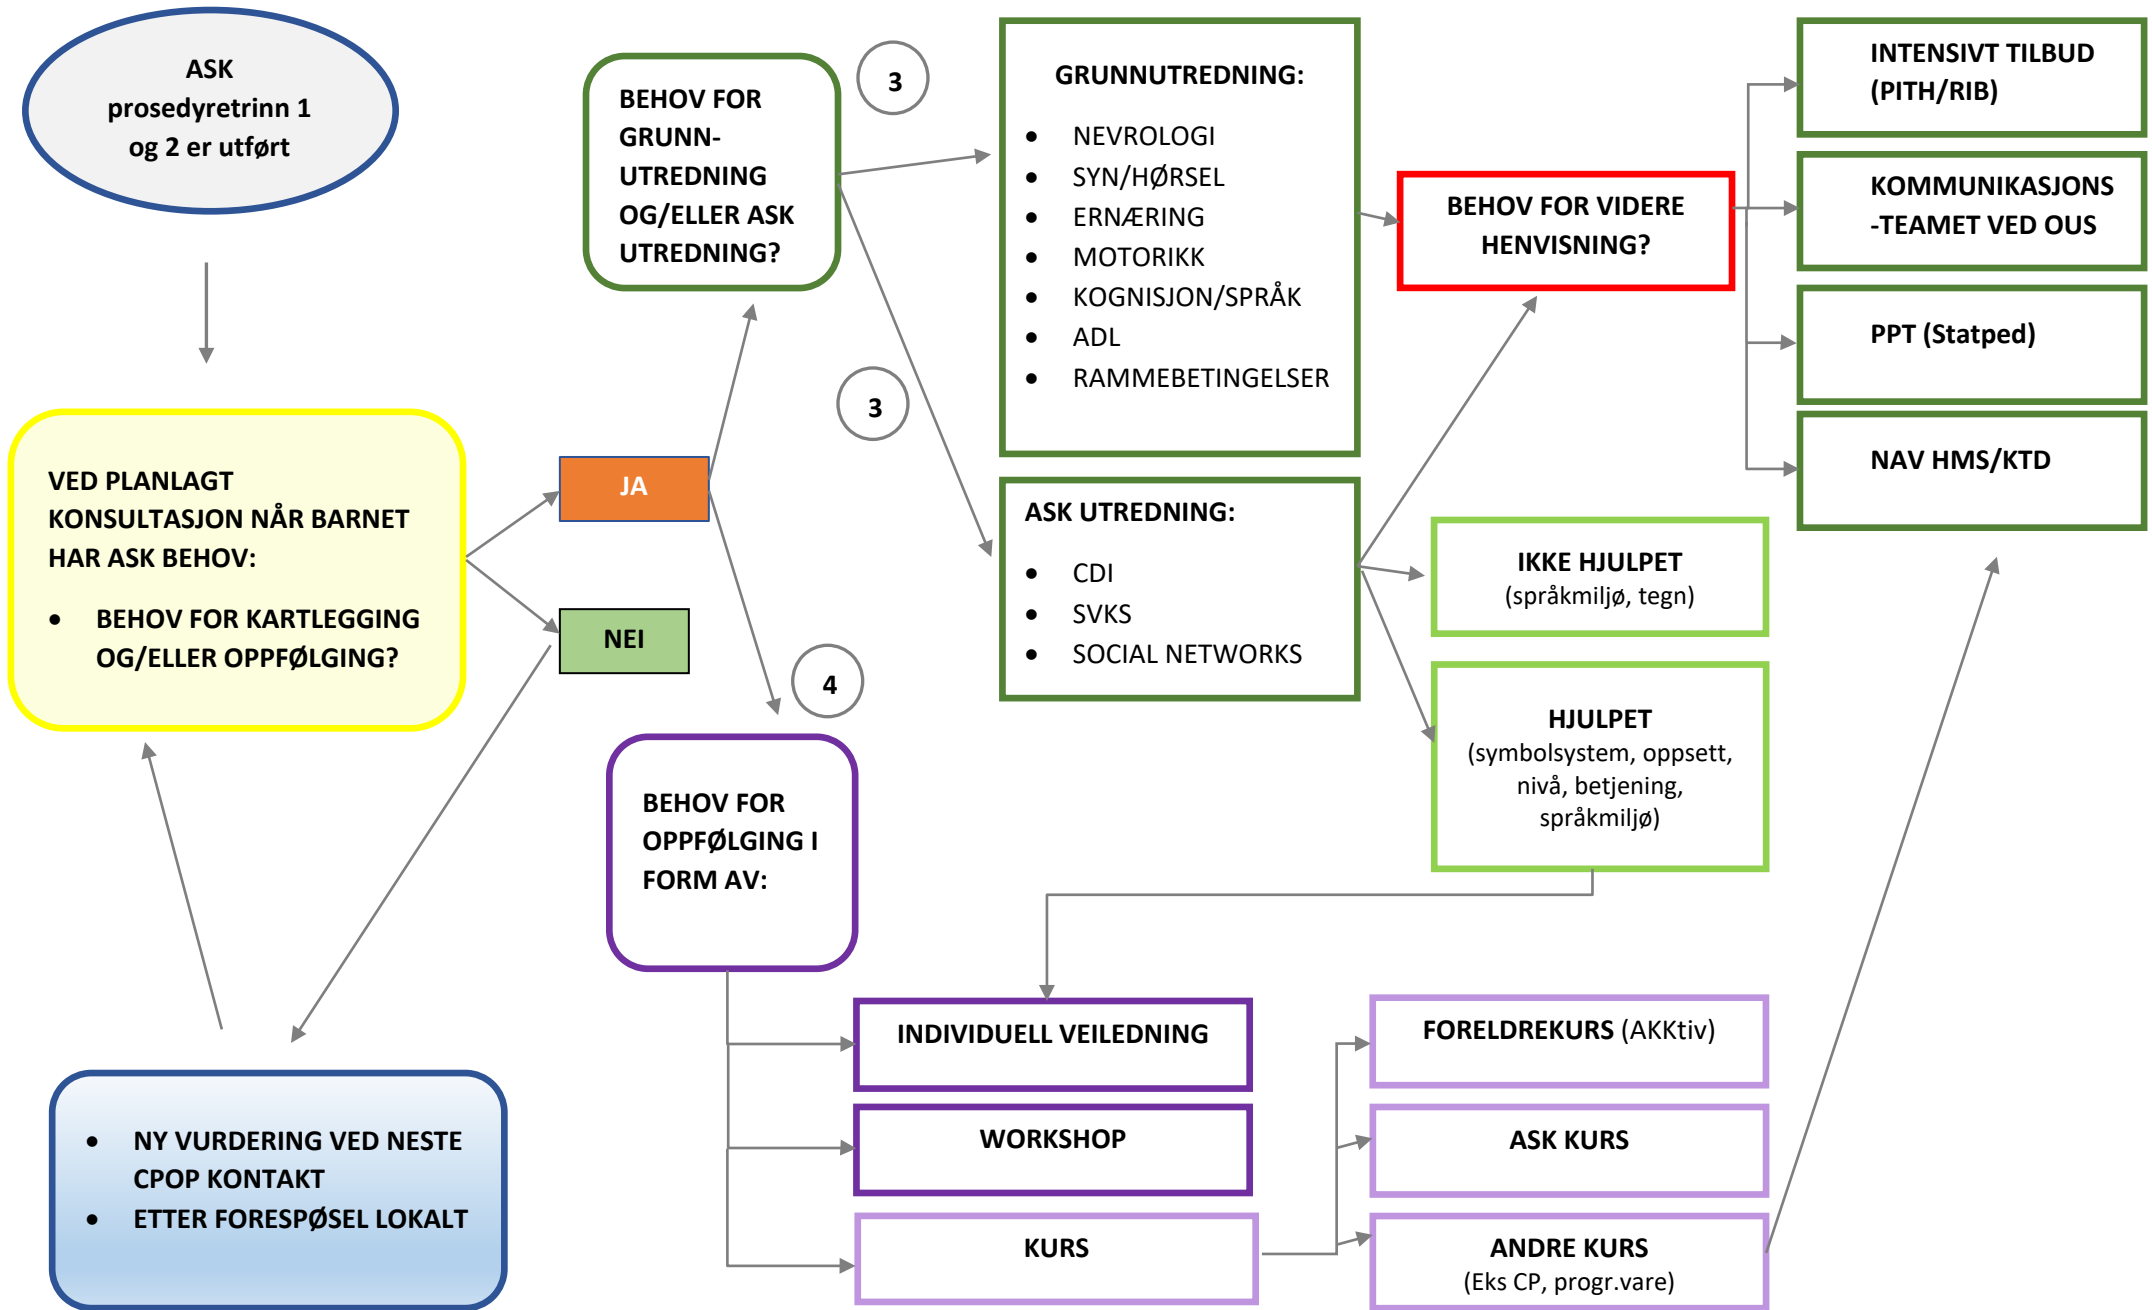 ASK
prosedyretrinn 1
og 2 er utført
VED PLANLAGT
KONSULTASJON NÅR BARNET
HAR ASK BEHOV:
• BEHOV FOR KARTLEGGING
OG/ELLER OPPFØLGING?
JA
NEI
• NY VURDERING VED NESTE
CPOP KONTAKT
• ETTER FORESPØSEL LOKALT
BEHOV FOR
GRUNN-
UTREDNING
OG/ELLER ASK
UTREDNING?
3
3
4
BEHOV FOR
OPPFØLGING I
FORM AV:
GRUNNUTREDNING:
• NEVROLOGI
• SYN/HØRSEL
• ERNÆRING
• MOTORIKK
• KOGNISJON/SPRÅK
• ADL
• RAMMEBETINGELSER
ASK UTREDNING:
• CDI
• SVKS
• SOCIAL NETWORKS
BEHOV FOR VIDERE
HENVISNING?
INTENSIVT TILBUD
(PITH/RIB)
KOMMUNIKASJONS
-TEAMET VED OUS
PPT (Statped)
NAV HMS/KTD
IKKE HJULPET
(språkmiljø, tegn)
HJULPET
(symbolsystem, oppsett,
nivå, betjening,
språkmiljø)
INDIVIDUELL VEILEDNING
WORKSHOP
KURS
FORELDREKURS (AKKtiv)
ASK KURS
ANDRE KURS
(Eks CP, progr.vare)